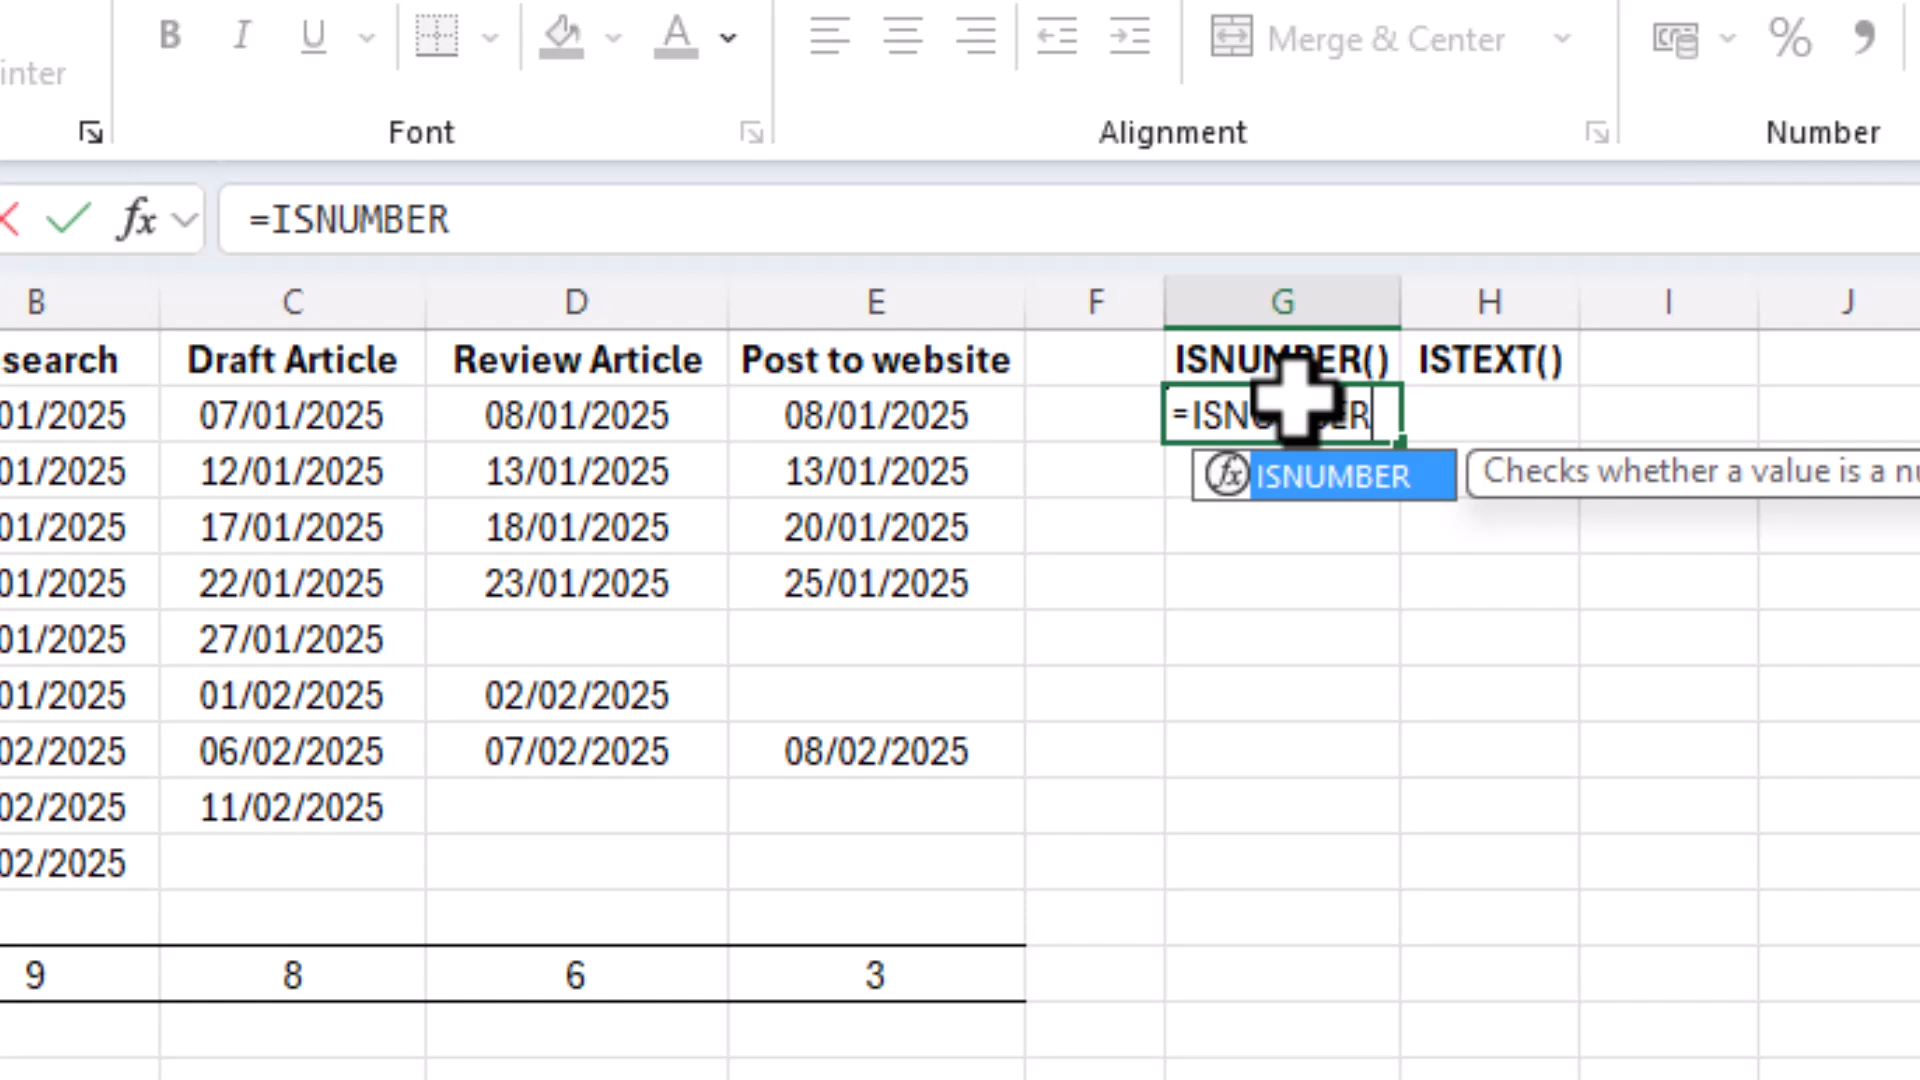 B I U A Merge & Center % 9
inter
Font Alignment Number
fx =ISNUMBER
B C D E F G H I J
search Draft Article Review Article Post to website ISNUMBER() ISTEXT()
01/2025 07/01/2025 08/01/2025 08/01/2025 =ISNUMBER
01/2025 12/01/2025 13/01/2025 13/01/2025 fx ISNUMBER Checks whether a value is a nu
01/2025 17/01/2025 18/01/2025 20/01/2025
01/2025 22/01/2025 23/01/2025 25/01/2025
01/2025 27/01/2025
01/2025 01/02/2025 02/02/2025
02/2025 06/02/2025 07/02/2025 08/02/2025
02/2025 11/02/2025
02/2025
9 8 6 3